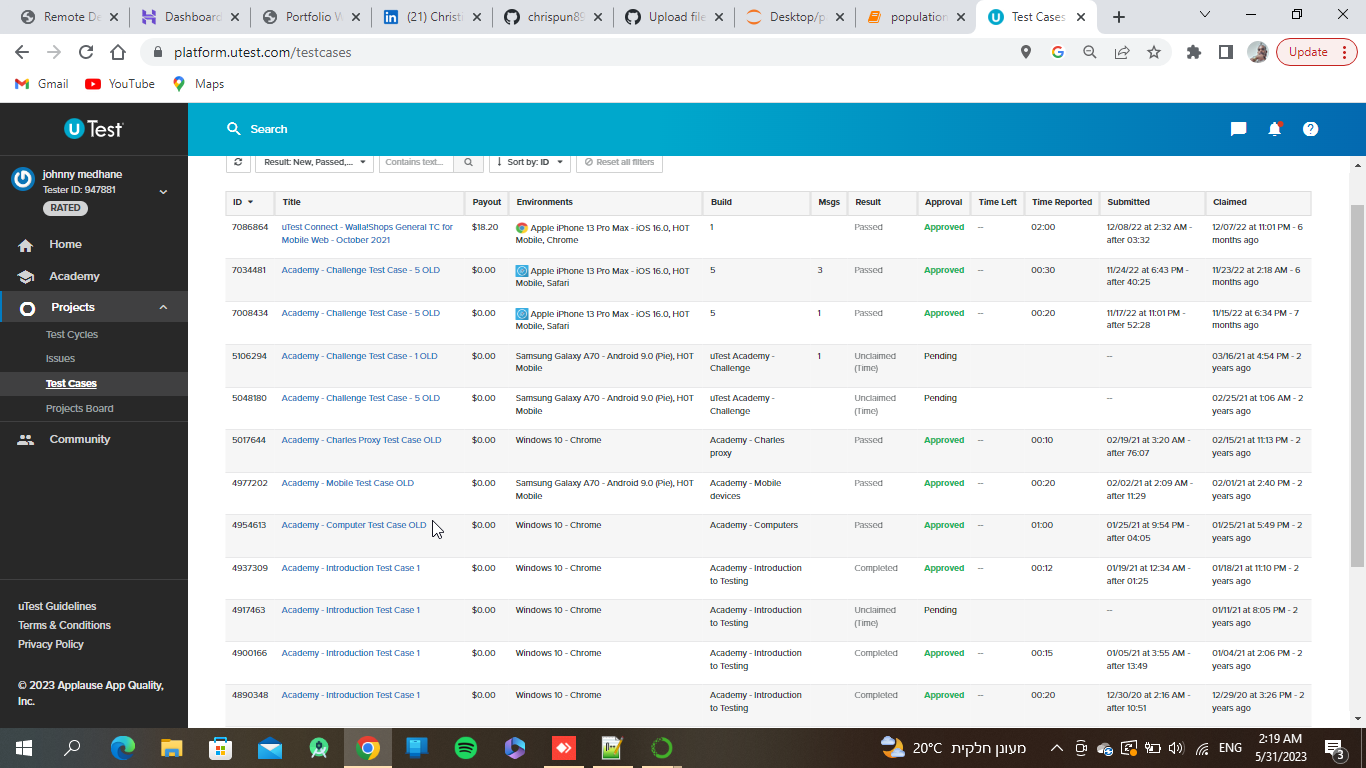 Remote De
Dashboard
Portfolio W
(21) Christi
chrispun89
Upload file
Desktop/p
population
Test Cases
platform.utest.com/testcases
Update
Gmail
YouTube
Maps
uTest
Search
johnny medhane
Tester ID: 947881
RATED
Home
Academy
Projects
Test Cycles
Issues
Test Cases
Projects Board
Community
uTest Guidelines
Terms & Conditions
Privacy Policy
© 2023 Applause App Quality,
Inc.
Result: New, Passed,...
Contains text...
Sort by: ID
Reset all filters
ID Title Payout Environments Build Msgs Result Approval Time Left Time Reported Submitted Claimed
7086864 uTest Connect - Walla!Shops General TC for $18.20 Apple iPhone 13 Pro Max - iOS 16.0, HOT 1 Passed Approved -- 02:00 12/08/22 at 2:32 AM - 12/07/22 at 11:01 PM - 6
Mobile Web - October 2021 Mobile, Chrome after 03:32 months ago
7034481 Academy - Challenge Test Case - 5 OLD $0.00 Apple iPhone 13 Pro Max - iOS 16.0, HOT 5 3 Passed Approved -- 00:30 11/24/22 at 6:43 PM - 11/23/22 at 2:18 AM - 6
Mobile, Safari after 40:25 months ago
7008434 Academy - Challenge Test Case - 5 OLD $0.00 Apple iPhone 13 Pro Max - iOS 16.0, HOT 5 1 Passed Approved -- 00:20 11/17/22 at 11:01 PM - 11/15/22 at 6:34 PM - 7
Mobile, Safari after 52:28 months ago
5106294 Academy - Challenge Test Case - 1 OLD $0.00 Samsung Galaxy A70 - Android 9.0 (Pie), HOT uTest Academy - 1 Unclaimed Pending -- 03/16/21 at 4:54 PM - 2
Mobile Challenge (Time) years ago
5048180 Academy - Challenge Test Case - 5 OLD $0.00 Samsung Galaxy A70 - Android 9.0 (Pie), HOT uTest Academy - Unclaimed Pending -- 02/25/21 at 1:06 AM - 2
Mobile Challenge (Time) years ago
5017644 Academy - Charles Proxy Test Case OLD $0.00 Windows 10 - Chrome Academy - Charles Passed Approved -- 00:10 02/19/21 at 3:20 AM - 02/15/21 at 11:13 PM - 2
proxy after 76:07 years ago
4977202 Academy - Mobile Test Case OLD $0.00 Samsung Galaxy A70 - Android 9.0 (Pie), HOT Academy - Mobile Passed Approved -- 00:20 02/02/21 at 2:09 AM - 02/01/21 at 2:40 PM - 2
Mobile devices after 11:29 years ago
4954613 Academy - Computer Test Case OLD $0.00 Windows 10 - Chrome Academy - Computers Passed Approved -- 01:00 01/25/21 at 9:54 PM - 01/25/21 at 5:49 PM - 2
after 04:05 years ago
4937309 Academy - Introduction Test Case 1 $0.00 Windows 10 - Chrome Academy - Introduction Completed Approved -- 00:12 01/19/21 at 12:34 AM - 01/18/21 at 11:10 PM - 2
to Testing after 01:25 years ago
4917463 Academy - Introduction Test Case 1 $0.00 Windows 10 - Chrome Academy - Introduction Unclaimed Pending -- 01/11/21 at 8:05 PM - 2
to Testing (Time) years ago
4900166 Academy - Introduction Test Case 1 $0.00 Windows 10 - Chrome Academy - Introduction Completed Approved -- 00:15 01/05/21 at 3:55 AM - 01/04/21 at 2:06 PM - 2
to Testing after 13:49 years ago
4890348 Academy - Introduction Test Case 1 $0.00 Windows 10 - Chrome Academy - Introduction Completed Approved -- 00:20 12/30/20 at 2:16 AM - 12/29/20 at 3:26 PM - 2
to Testing after 10:51 years ago
20°C מעונן חלקית
ENG
2:19 AM
5/31/2023
3